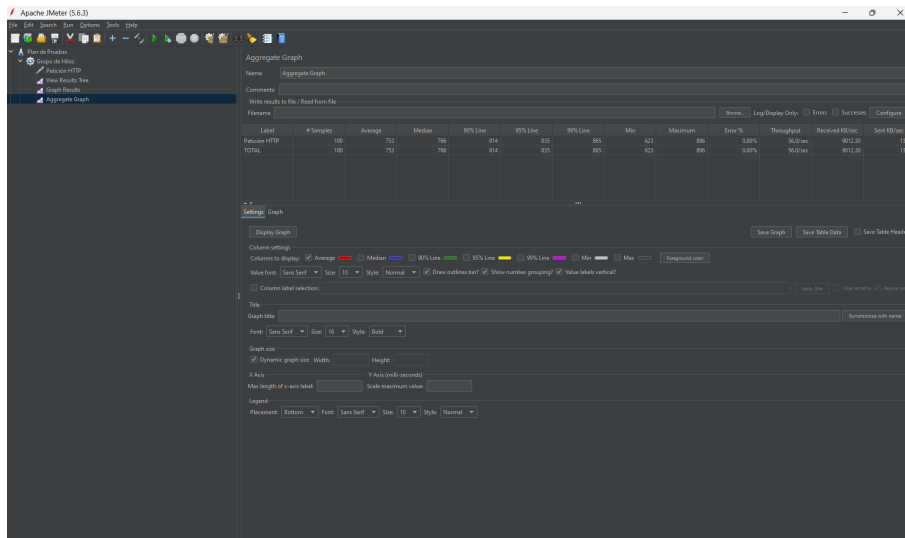 Apache JMeter (5.6.3)
File Edit Search Run Options Tools Help
Plan de Pruebas
Grupo de Hilos
Petición HTTP
View Results Tree
Graph Results
Aggregate Graph
Aggregate Graph
Name: Aggregate Graph
Comments:
Write results to file / Read from file
Filename Browse... Log/Display Only: Errors Successes Configure
Label # Samples Average Median 90% Line 95% Line 99% Line Min Maximum Error % Throughput Received KB/sec Sent KB/sec
Petición HTTP 100 753 766 814 835 865 623 896 0.00% 56.0/sec 9012.30 13
TOTAL 100 753 766 814 835 865 623 896 0.00% 56.0/sec 9012.30 13
Settings Graph
Display Graph Save Graph Save Table Data Save Table Heade
Column settings
Columns to display: Average Median 90% Line 95% Line 99% Line Min Max Foreground color
Value font: Sans Serif Size: 10 Style: Normal Draw outlines bar? Show number grouping? Value labels vertical?
Column label selection: Apply filter Case sensitive Regular
Title
Graph title: Synchronize with name
Font: Sans Serif Size: 16 Style: Bold
Graph size
Dynamic graph size Width: Height:
X Axis Y Axis (milli-seconds)
Max length of x-axis label: Scale maximum value:
Legend
Placement: Bottom Font: Sans Serif Size: 10 Style: Normal